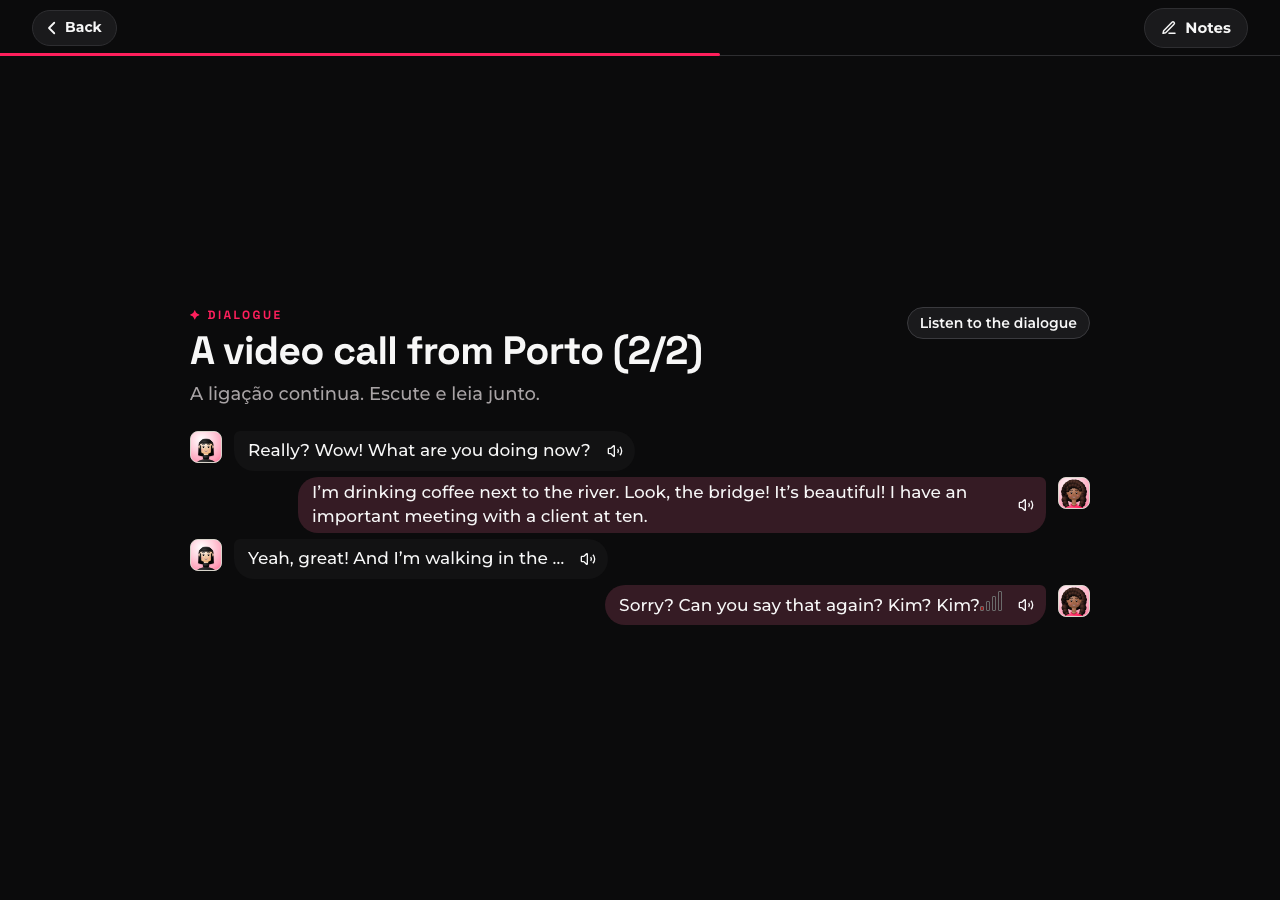 Back
Notes
DIALOGUE
Listen to the dialogue
A video call from Porto (2/2)
A ligação continua. Escute e leia junto.
Really? Wow! What are you doing now?
I’m drinking coffee next to the river. Look, the bridge! It’s beautiful! I have an
important meeting with a client at ten.
Yeah, great! And I’m walking in the ...
Sorry? Can you say that again? Kim? Kim?